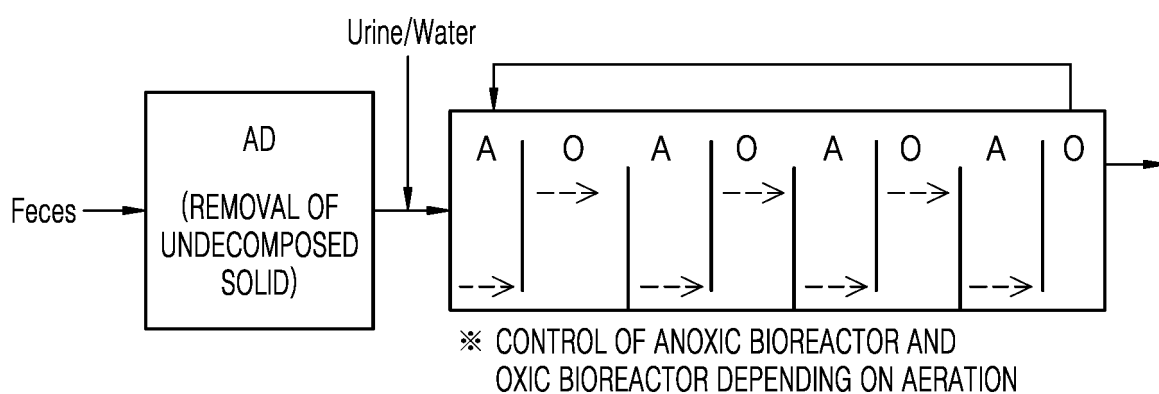 Urine/Water
AD
(REMOVAL OF
UNDECOMPOSED
SOLID)
Feces
A O A O A O A O
※ CONTROL OF ANOXIC BIOREACTOR AND
OXIC BIOREACTOR DEPENDING ON AERATION